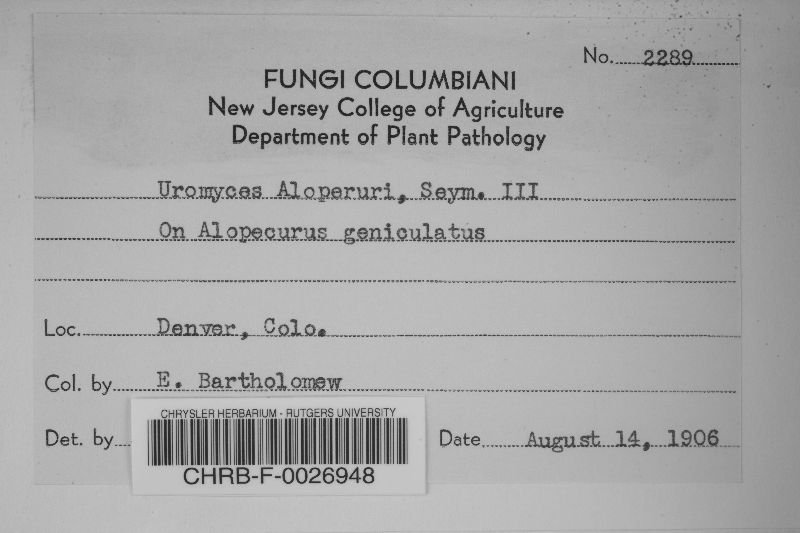 No. 2289
FUNGI COLUMBIANI
New Jersey College of Agriculture
Department of Plant Pathology
Uromyces Aloperuri, Seym. III
On Alopecurus geniculatus
Loc. Denver, Colo.
Col. by E. Bartholomew
Det. by
CHRYSLER HERBARIUM - RUTGERS UNIVERSITY
CHRB-F-0026948
Date August 14, 1906